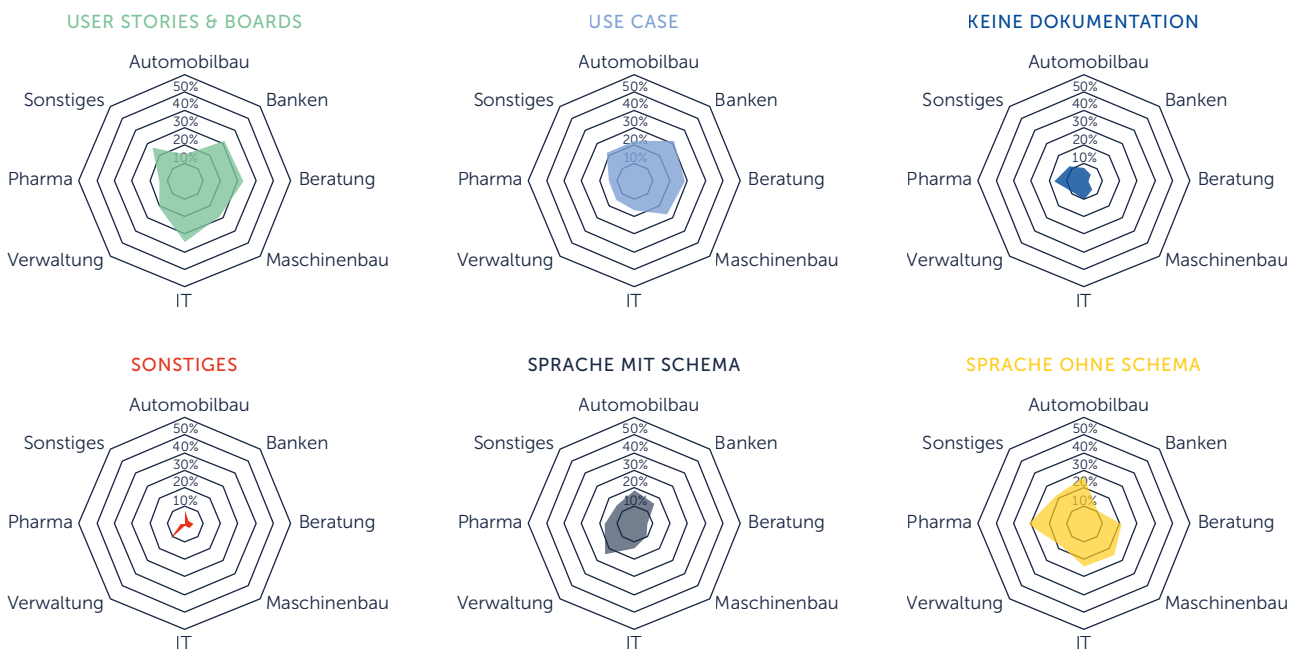 USER STORIES & BOARDS
Automobilbau
50%
40%
30%
20%
10%
Sonstiges
Banken
Pharma
Beratung
Verwaltung
Maschinenbau
IT
USE CASE
Automobilbau
50%
40%
30%
20%
10%
Sonstiges
Banken
Pharma
Beratung
Verwaltung
Maschinenbau
IT
KEINE DOKUMENTATION
Automobilbau
50%
40%
30%
20%
10%
Sonstiges
Banken
Pharma
Beratung
Verwaltung
Maschinenbau
IT
SONSTIGES
Automobilbau
50%
40%
30%
20%
10%
Sonstiges
Banken
Pharma
Beratung
Verwaltung
Maschinenbau
IT
SPRACHE MIT SCHEMA
Automobilbau
50%
40%
30%
20%
10%
Sonstiges
Banken
Pharma
Beratung
Verwaltung
Maschinenbau
IT
SPRACHE OHNE SCHEMA
Automobilbau
50%
40%
30%
20%
10%
Sonstiges
Banken
Pharma
Beratung
Verwaltung
Maschinenbau
IT